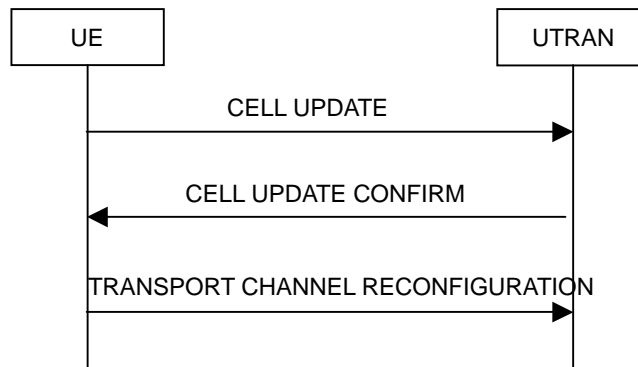 UE
UTRAN
CELL UPDATE
CELL UPDATE CONFIRM
TRANSPORT CHANNEL RECONFIGURATION